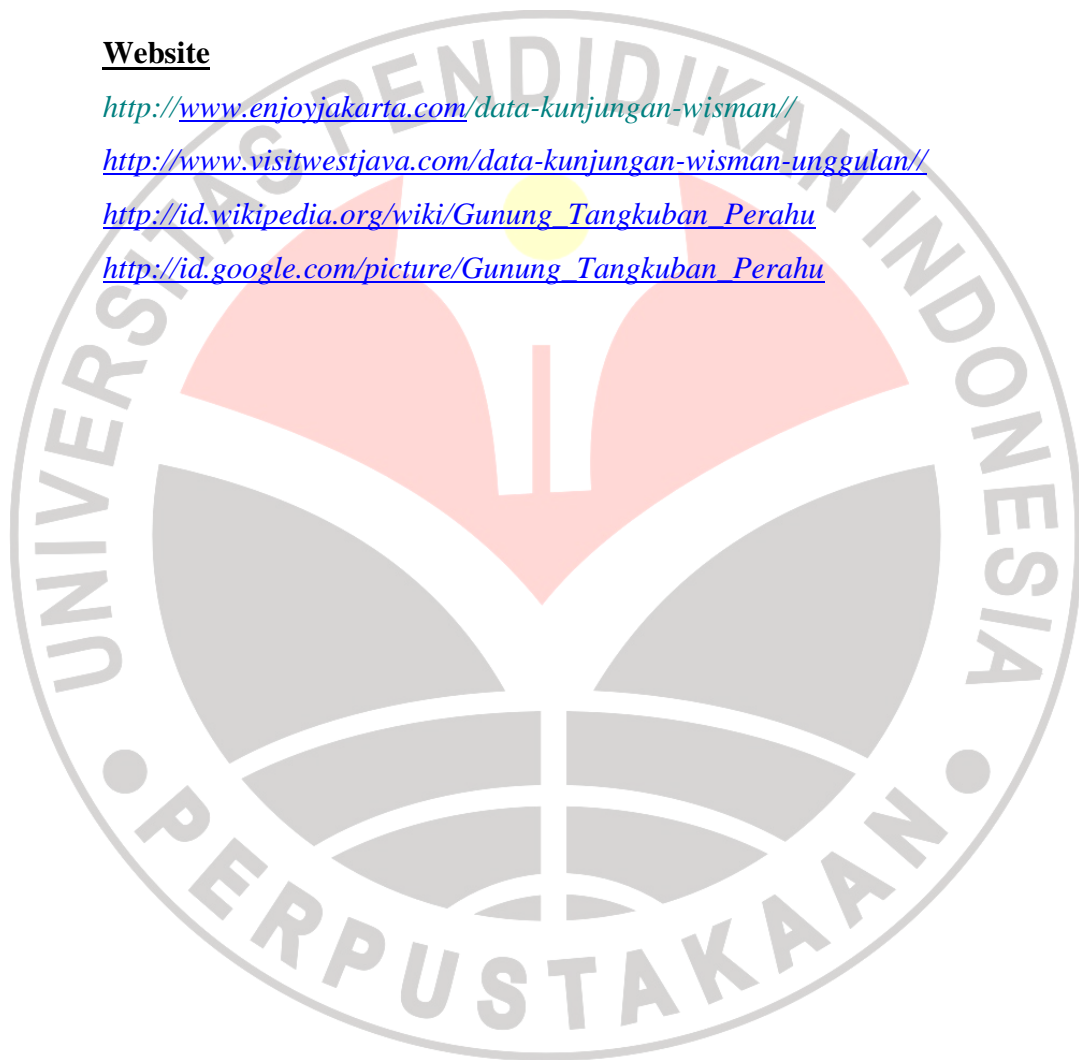 Website
http://www.enjoyjakarta.com/data-kunjungan-wisman//
http://www.visitwestjava.com/data-kunjungan-wisman-unggulan//
http://id.wikipedia.org/wiki/Gunung_Tangkuban_Perahu
http://id.google.com/picture/Gunung_Tangkuban_Perahu
UNIVERSITAS PENDIDIKAN INDONESIA
PERPUSTAKAAN